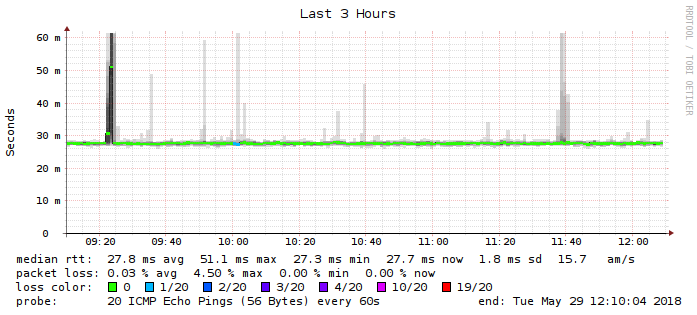 Last 3 Hours
RRDTOOL / TOBI OETIKER
Seconds
60 m
50 m
40 m
30 m
20 m
10 m
0
09:20 09:40 10:00 10:20 10:40 11:00 11:20 11:40 12:00
median rtt: 27.8 ms avg 51.1 ms max 27.3 ms min 27.7 ms now 1.8 ms sd 15.7 am/s
packet loss: 0.03 % avg 4.50 % max 0.00 % min 0.00 % now
loss color: 0 1/20 2/20 3/20 4/20 10/20 19/20
probe: 20 ICMP Echo Pings (56 Bytes) every 60s end: Tue May 29 12:10:04 2018